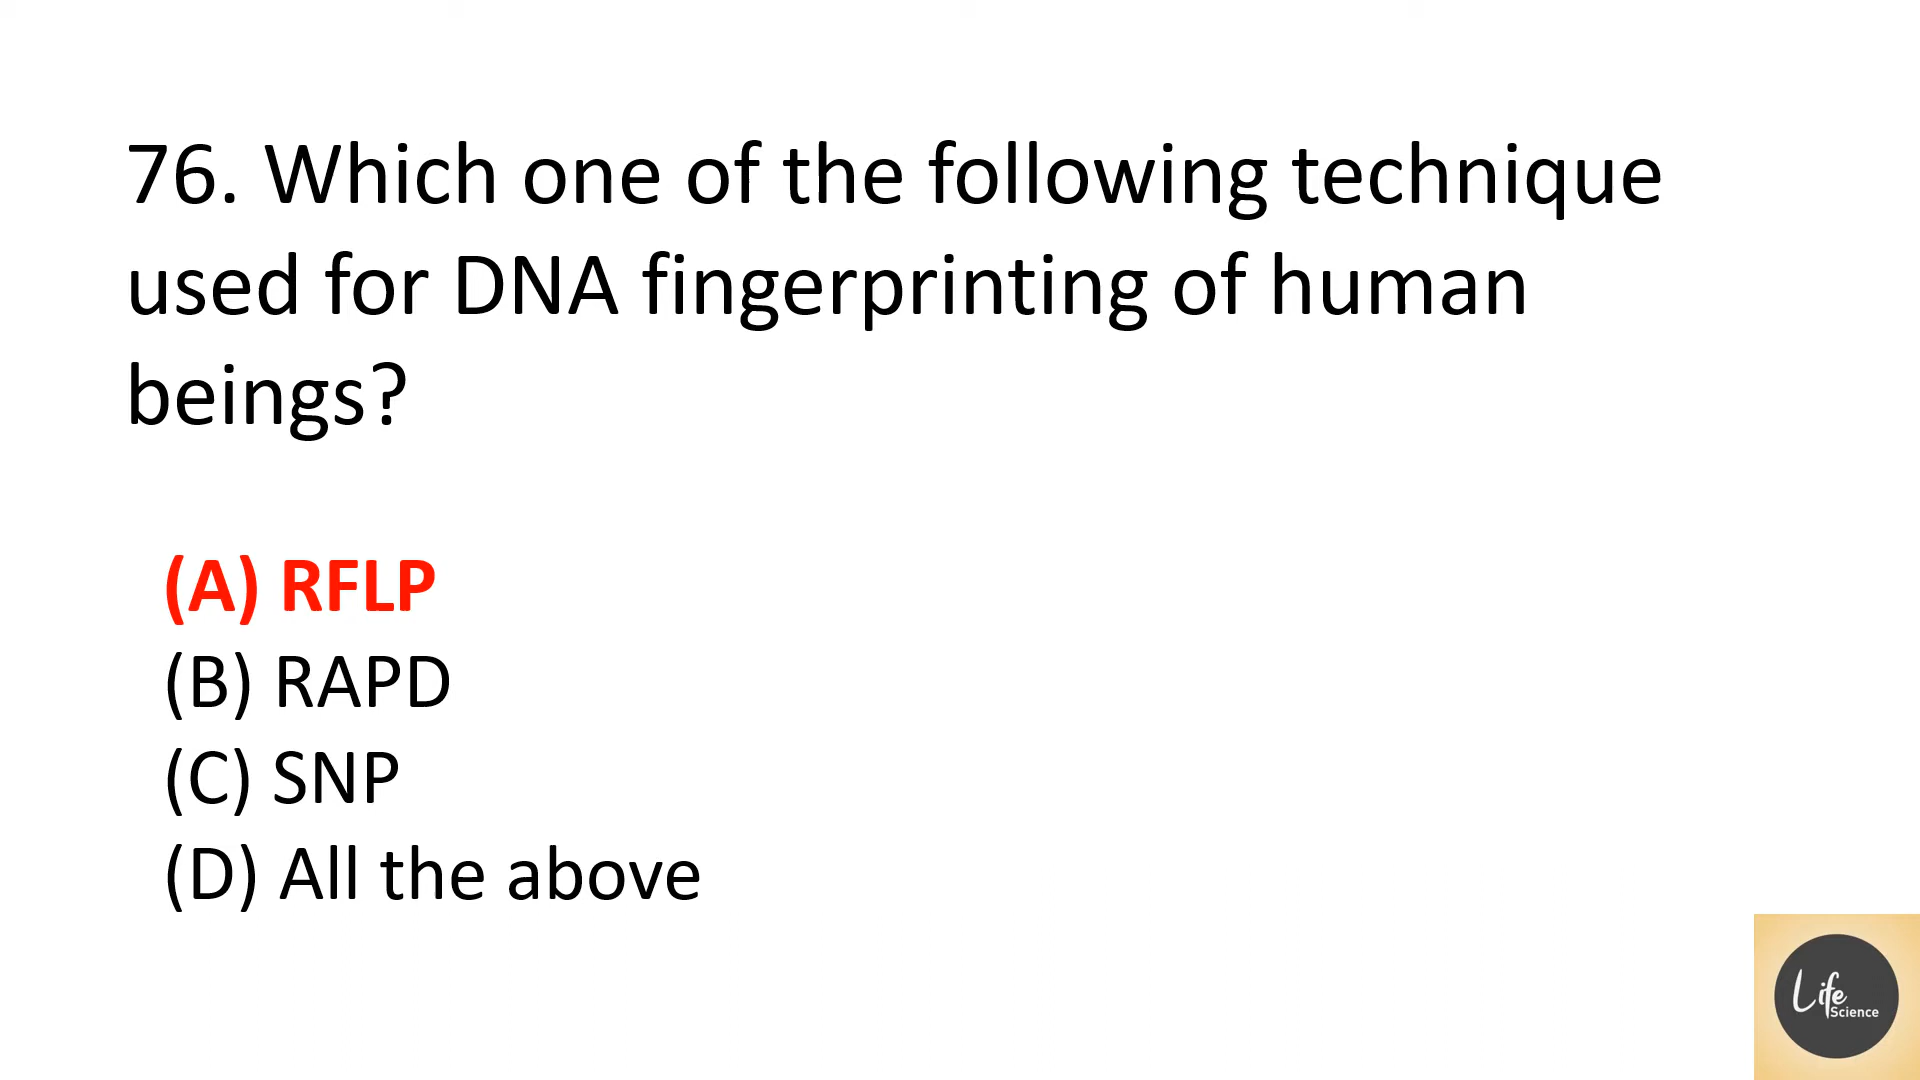 76. Which one of the following technique
used for DNA fingerprinting of human
beings?
(A) RFLP
(B) RAPD
(C) SNP
(D) All the above
Life
Science